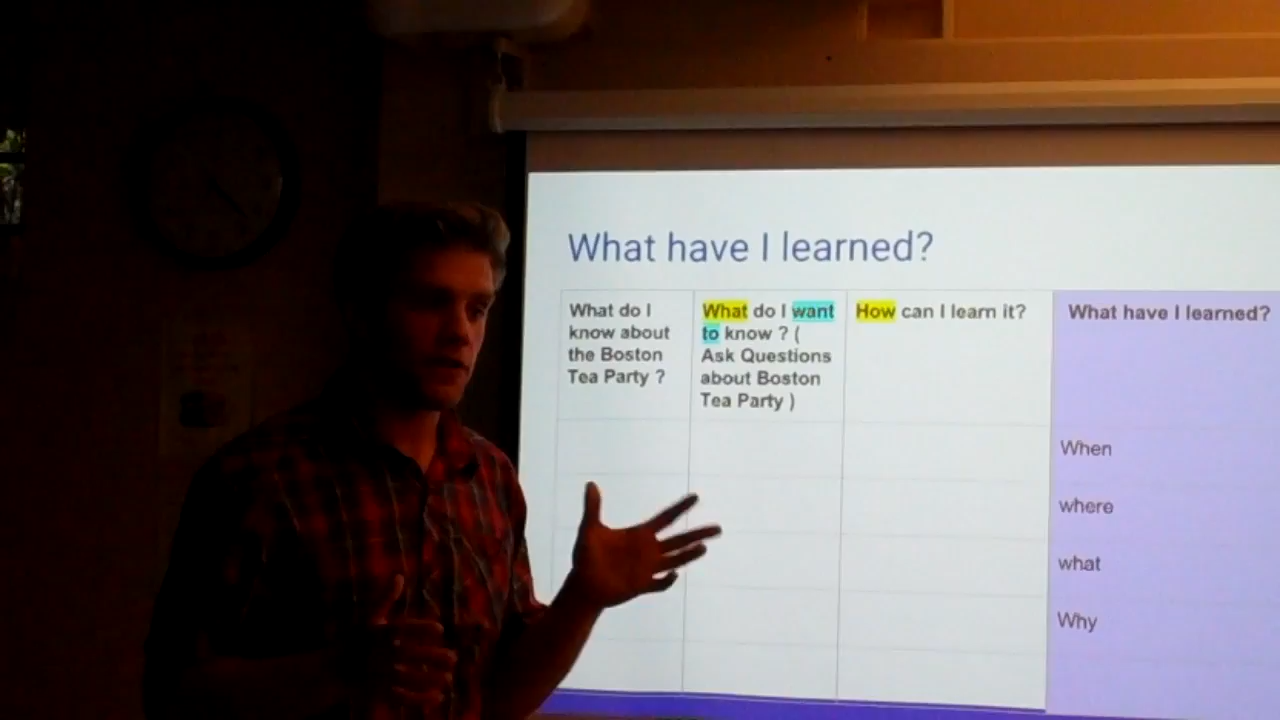 What have I learned?
What do I
know about
the Boston
Tea Party ?
What do I want
to know ? (
Ask Questions
about Boston
Tea Party )
How can I learn it?
What have I learned?
When
where
what
Why